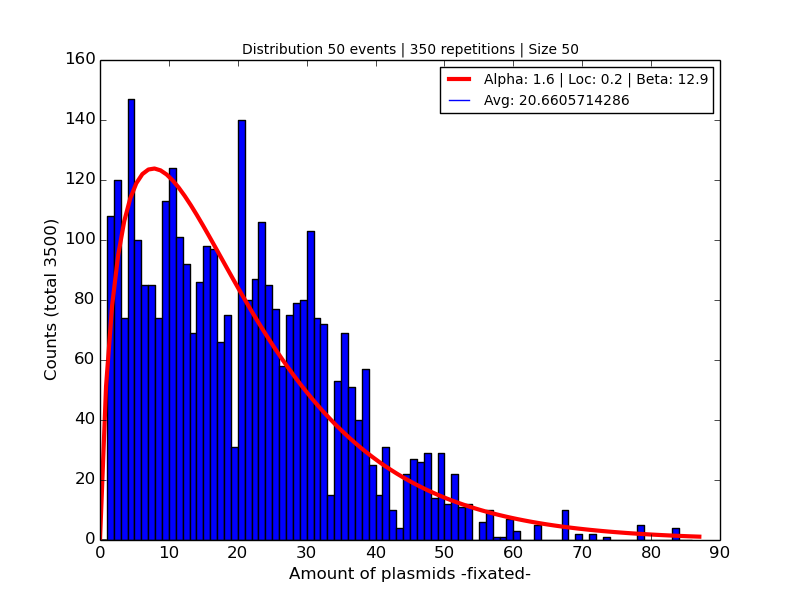 Distribution 50 events | 350 repetitions | Size 50
Alpha: 1.6 | Loc: 0.2 | Beta: 12.9
Avg: 20.6605714286
160
140
120
100
80
60
40
20
0
Counts (total 3500)
0 10 20 30 40 50 60 70 80 90
Amount of plasmids -fixated-